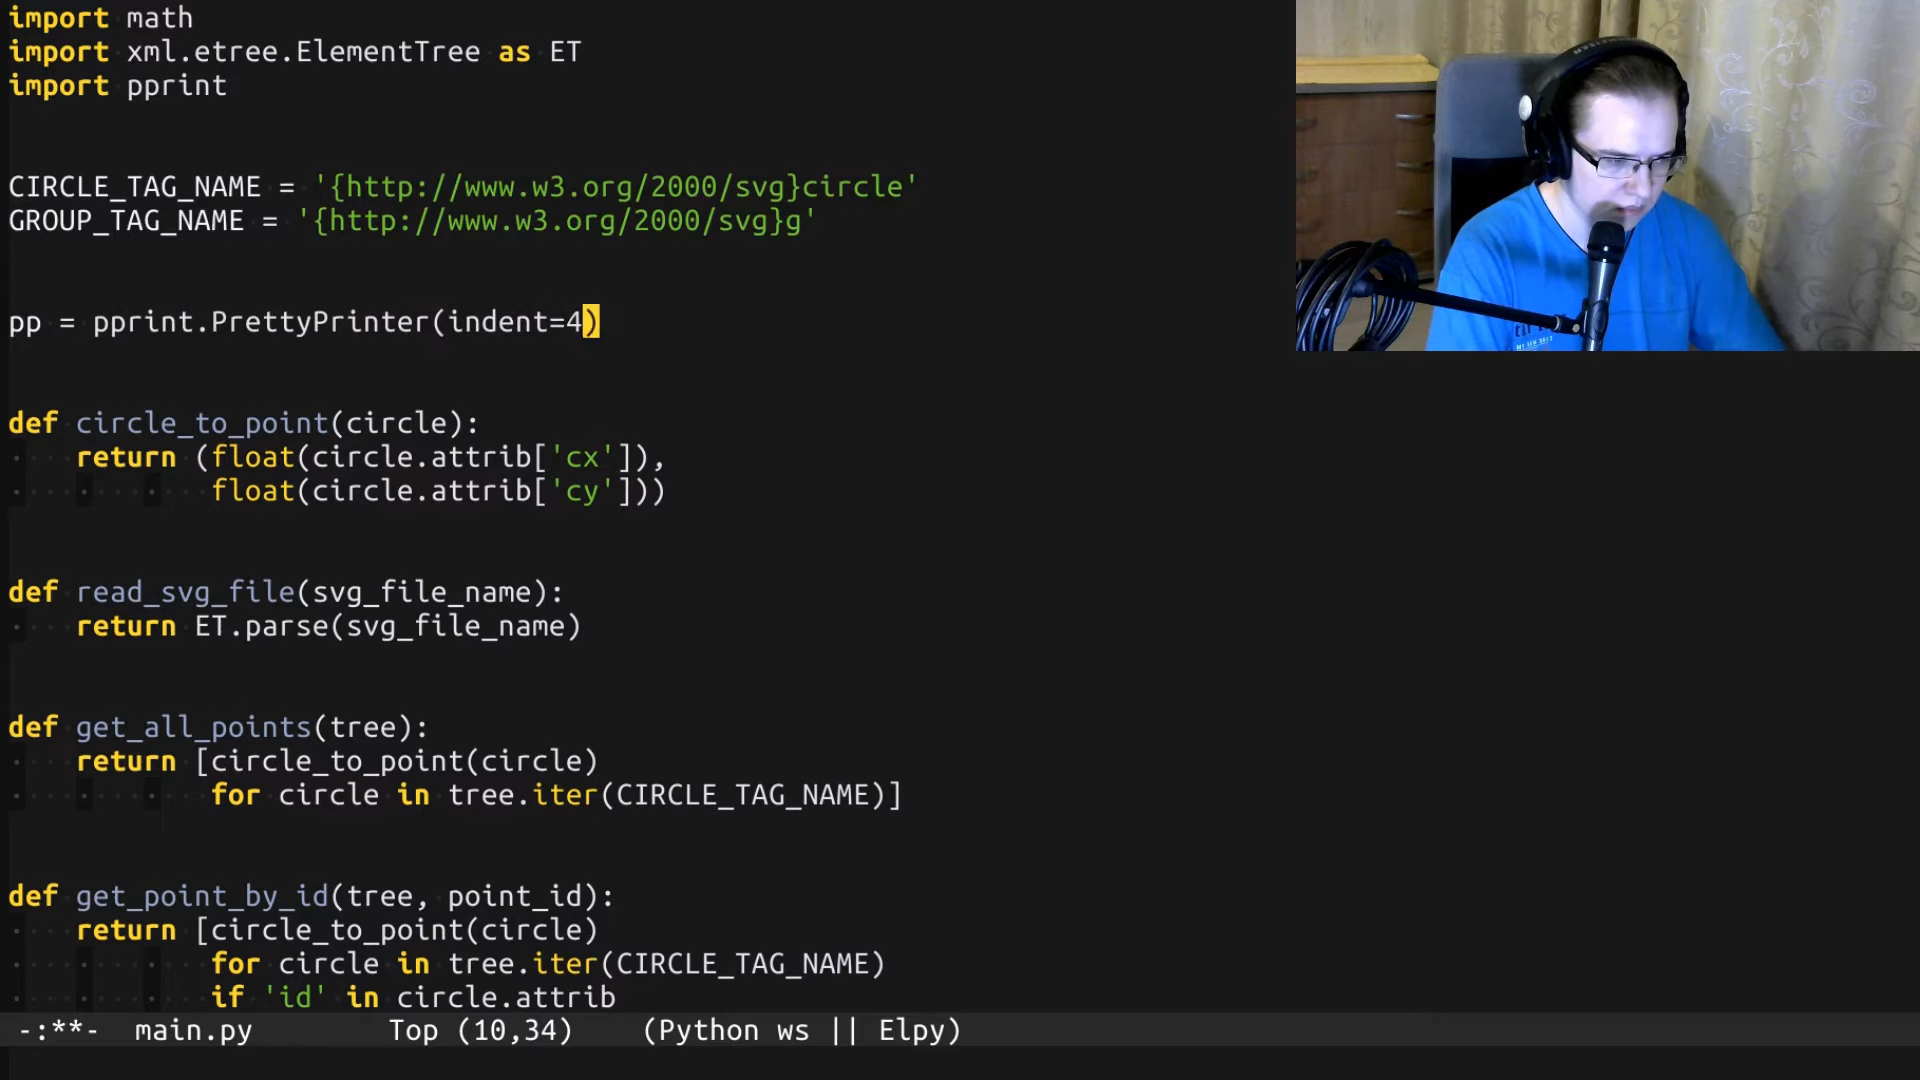 import math
import xml.etree.ElementTree as ET
import pprint
CIRCLE_TAG_NAME = '{http://www.w3.org/2000/svg}circle'
GROUP_TAG_NAME = '{http://www.w3.org/2000/svg}g'
pp = pprint.PrettyPrinter(indent=4)
def circle_to_point(circle):
return (float(circle.attrib['cx']),
float(circle.attrib['cy']))
def read_svg_file(svg_file_name):
return ET.parse(svg_file_name)
def get_all_points(tree):
return [circle_to_point(circle)
for circle in tree.iter(CIRCLE_TAG_NAME)]
def get_point_by_id(tree, point_id):
return [circle_to_point(circle)
for circle in tree.iter(CIRCLE_TAG_NAME)
if 'id' in circle.attrib
-:**- main.py Top (10,34) (Python ws || Elpy)